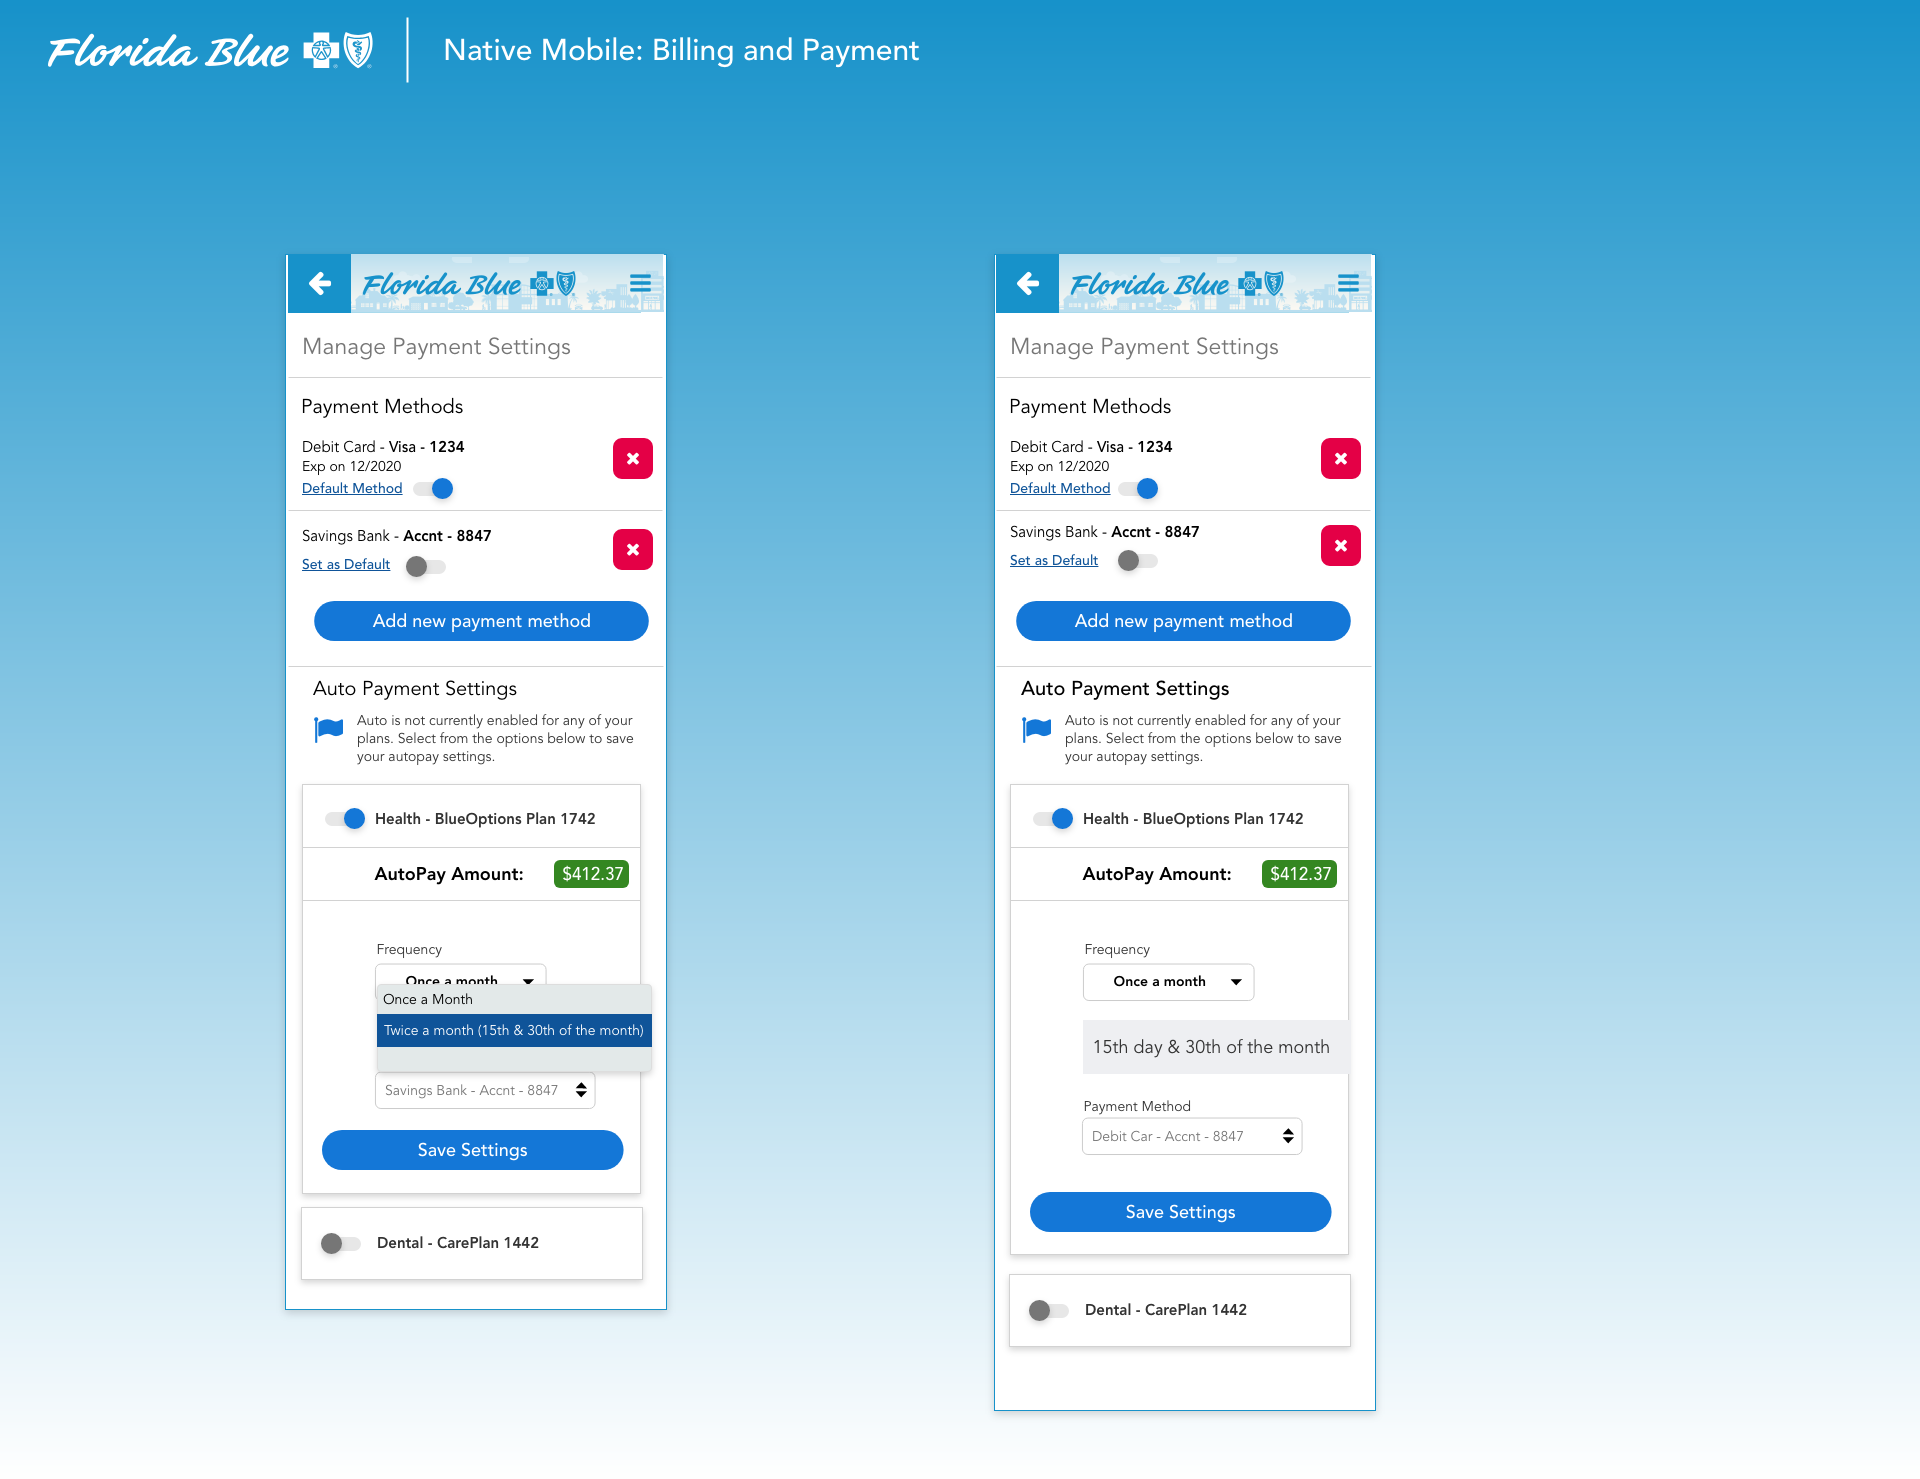 Florida Blue
Native Mobile: Billing and Payment
Florida Blue
Manage Payment Settings
Payment Methods
Debit Card - Visa - 1234
Exp on 12/2020
Default Method
Savings Bank - Accnt - 8847
Set as Default
Add new payment method
Auto Payment Settings
Auto is not currently enabled for any of your
plans. Select from the options below to save
your autopay settings.
Health - BlueOptions Plan 1742
AutoPay Amount: $412.37
Frequency
Once a month
Once a Month
Twice a month (15th & 30th of the month)
Savings Bank - Accnt - 8847
Save Settings
Dental - CarePlan 1442
Florida Blue
Manage Payment Settings
Payment Methods
Debit Card - Visa - 1234
Exp on 12/2020
Default Method
Savings Bank - Accnt - 8847
Set as Default
Add new payment method
Auto Payment Settings
Auto is not currently enabled for any of your
plans. Select from the options below to save
your autopay settings.
Health - BlueOptions Plan 1742
AutoPay Amount: $412.37
Frequency
Once a month
15th day & 30th of the month
Payment Method
Debit Car - Accnt - 8847
Save Settings
Dental - CarePlan 1442